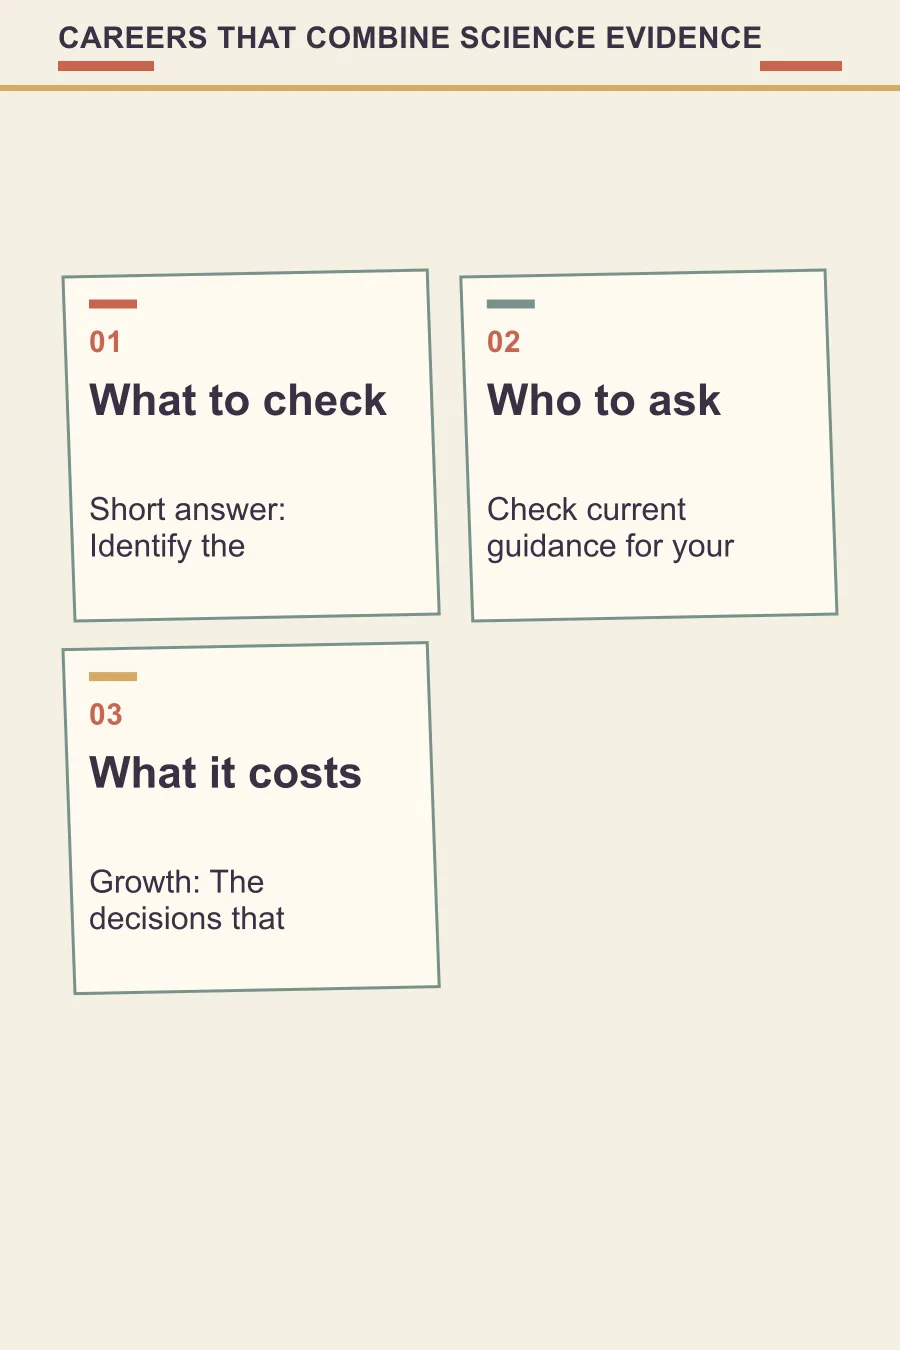 CAREERS THAT COMBINE SCIENCE EVIDENCE
01
What to check
Short answer:
Identify the
02
Who to ask
Check current
guidance for your
03
What it costs
Growth: The
decisions that